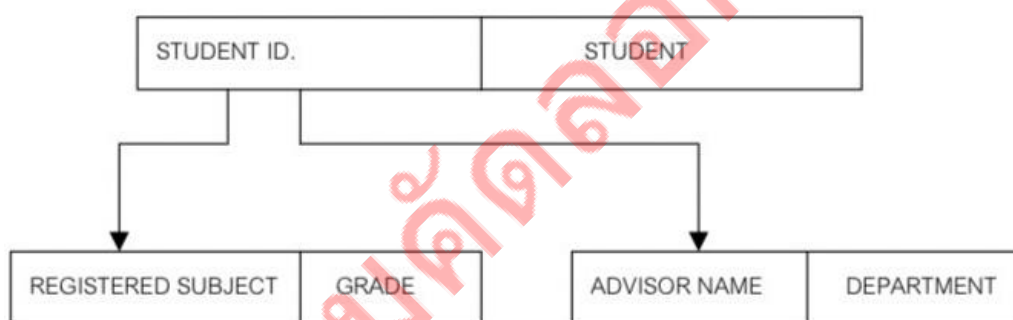 STUDENT ID. STUDENT
REGISTERED SUBJECT GRADE ADVISOR NAME DEPARTMENT